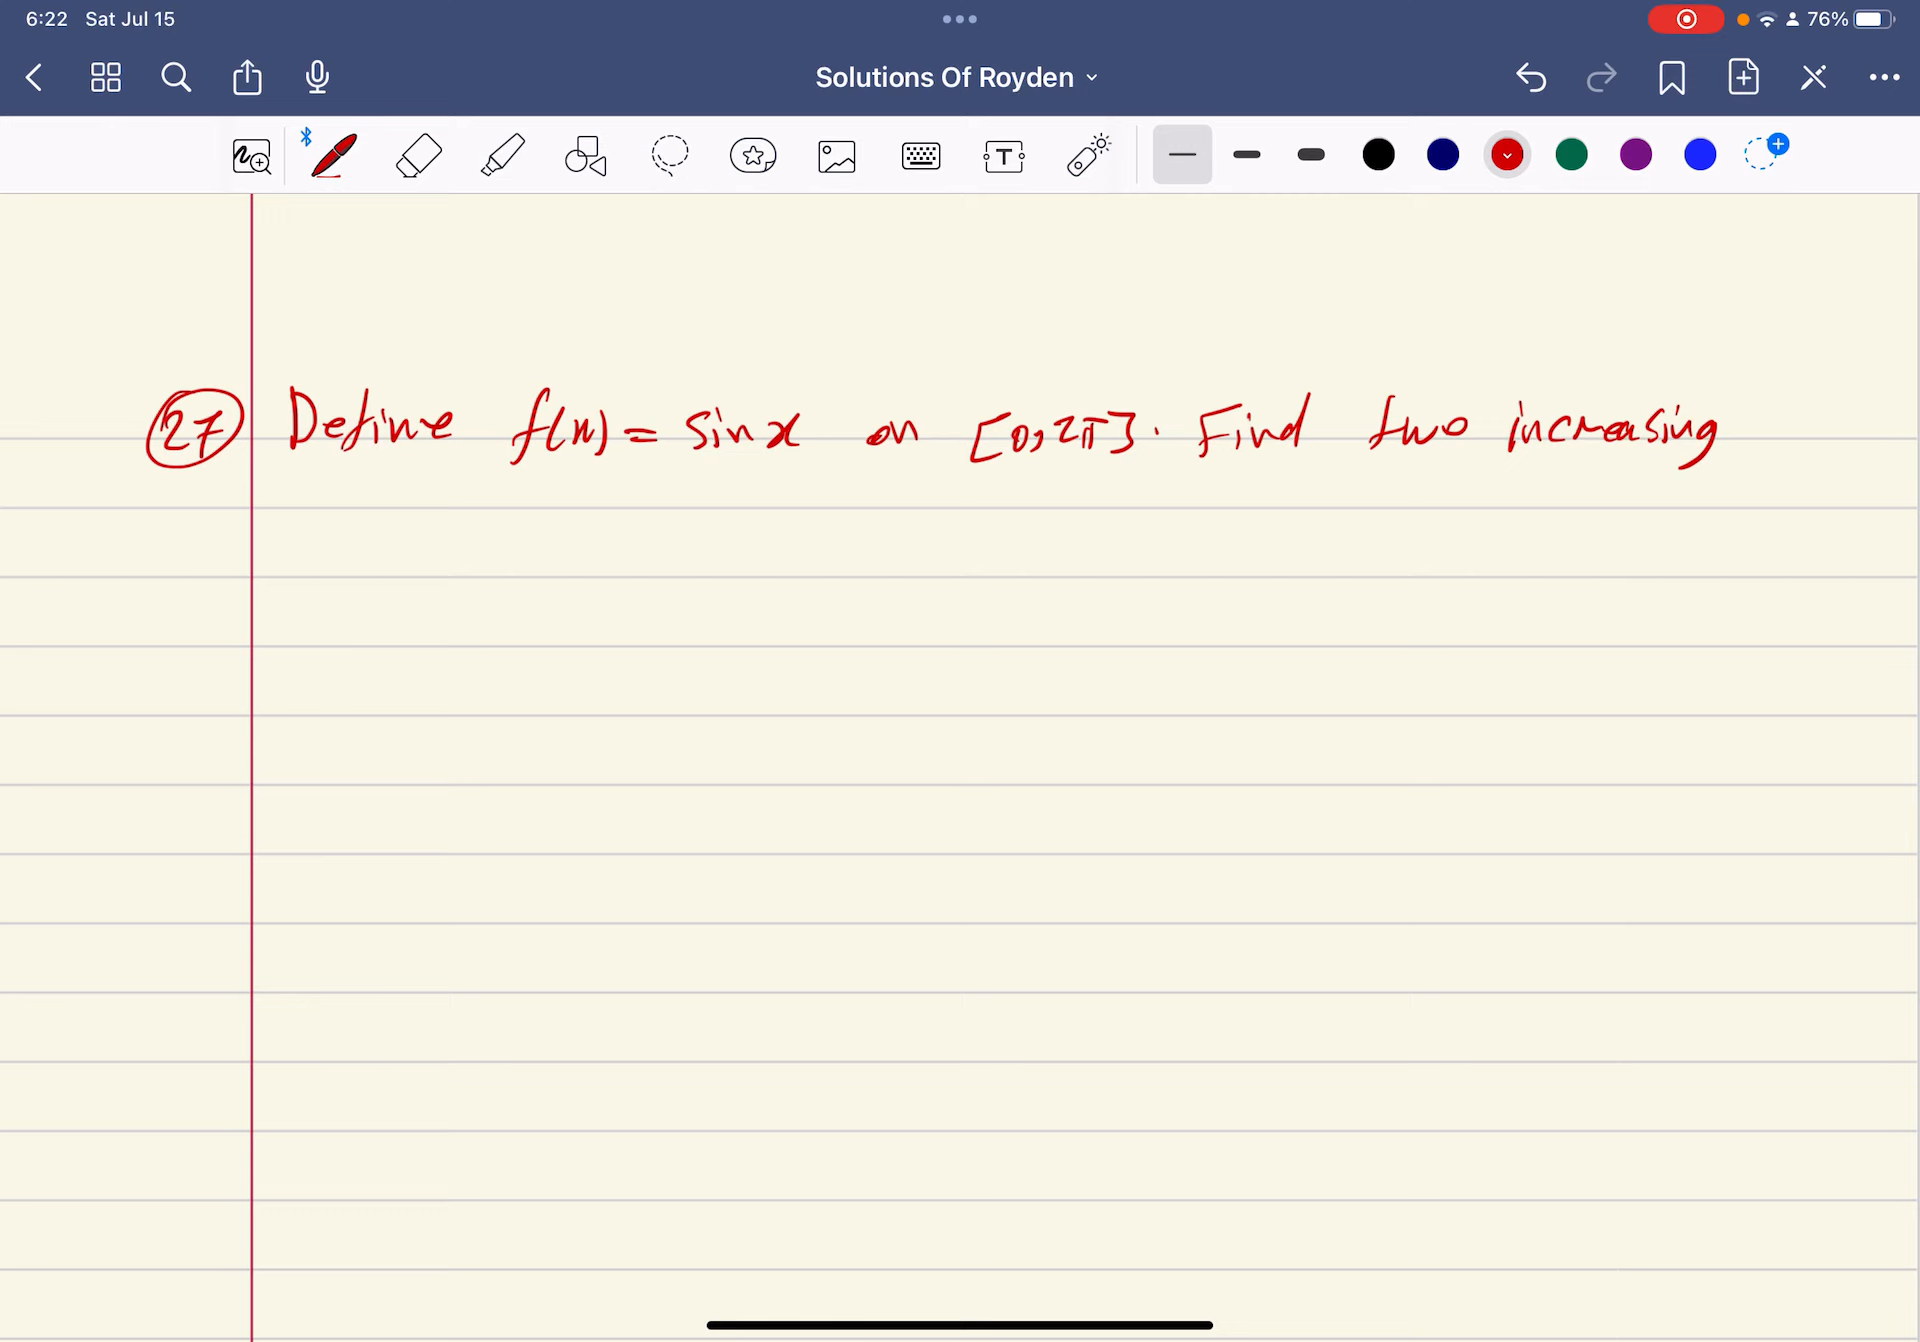 6:22 Sat Jul 15 76%
Solutions Of Royden
T
27 Define f(x) = sin x on [0, 2π]. Find two increasing